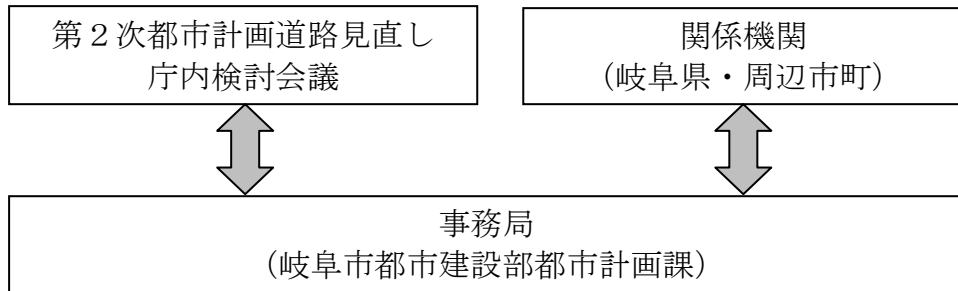 第２次都市計画道路見直し
庁内検討会議
関係機関
（岐阜県・周辺市町）
事務局
（岐阜市都市建設部都市計画課）